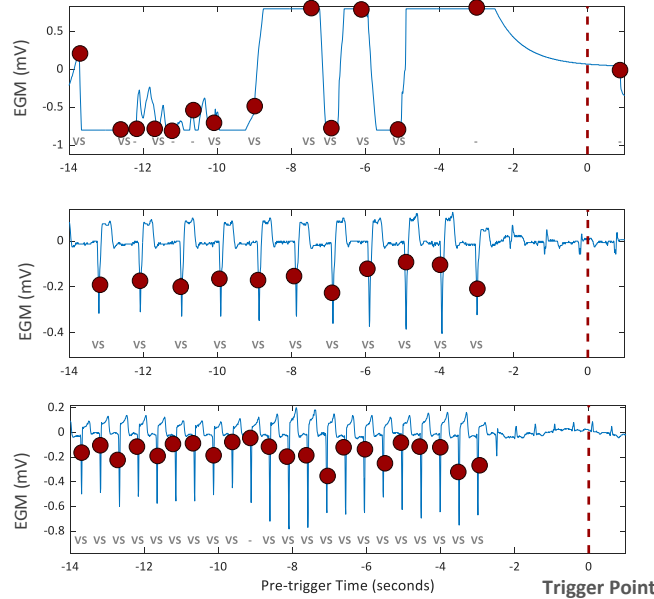 EGM (mV)
0.5
0
-0.5
-1
VS VS - VS - - VS VS VS VS VS VS - -
-14 -12 -10 -8 -6 -4 -2 0
EGM (mV)
0
-0.2
-0.4
VS VS VS VS VS VS VS VS VS VS VS
-14 -12 -10 -8 -6 -4 -2 0
EGM (mV)
0.2
0
-0.2
-0.4
-0.6
-0.8
VS VS VS VS VS VS VS VS VS - VS VS VS VS VS VS VS VS VS VS VS VS
-14 -12 -10 -8 -6 -4 -2 0
Pre-trigger Time (seconds)
Trigger Point